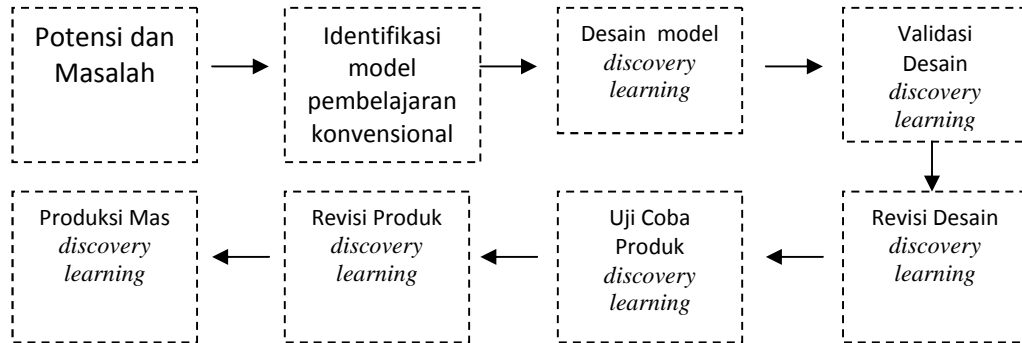 Potensi dan
Masalah
Identifikasi
model
pembelajaran
konvensional
Desain model
discovery
learning
Validasi
Desain
discovery
learning
Revisi Desain
discovery
learning
Uji Coba
Produk
discovery
learning
Revisi Produk
discovery
learning
Produksi Mas
discovery
learning